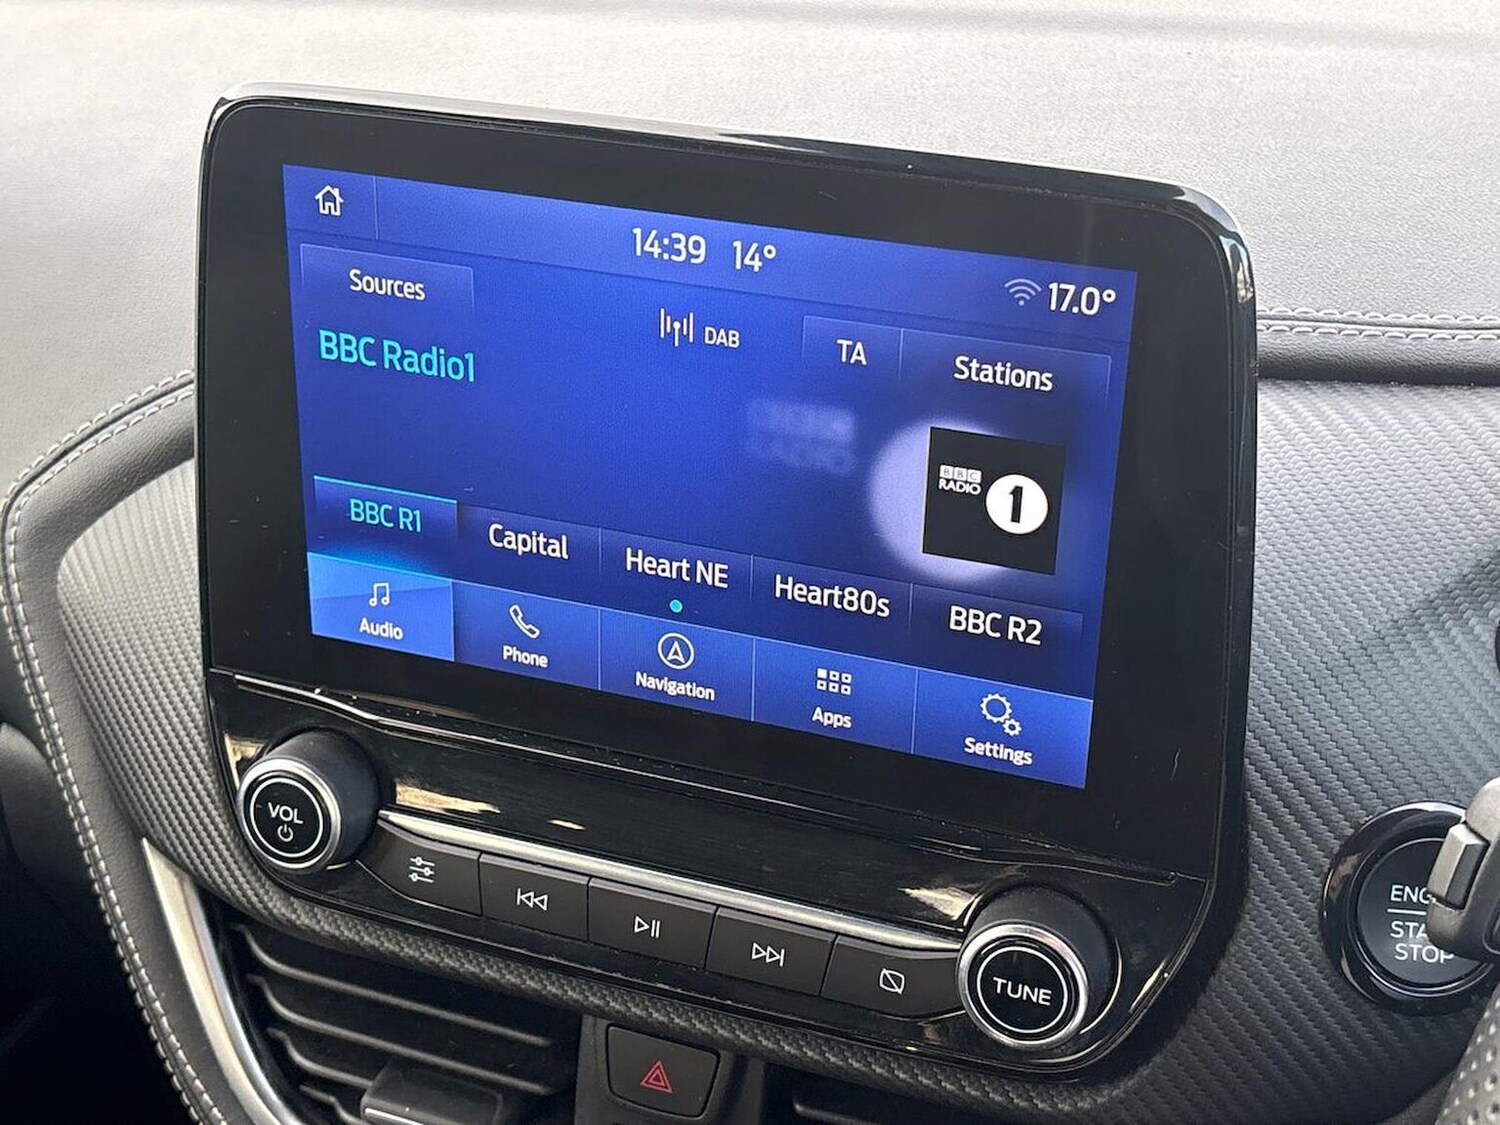 14:39 14°
17.0°
Sources
DAB
TA
Stations
BBC Radio1
BBC
RADIO
1
BBC R1
Capital
Heart NE
Heart80s
BBC R2
Audio
Phone
Navigation
Apps
Settings
VOL
TUNE
ENG
STA
STOP